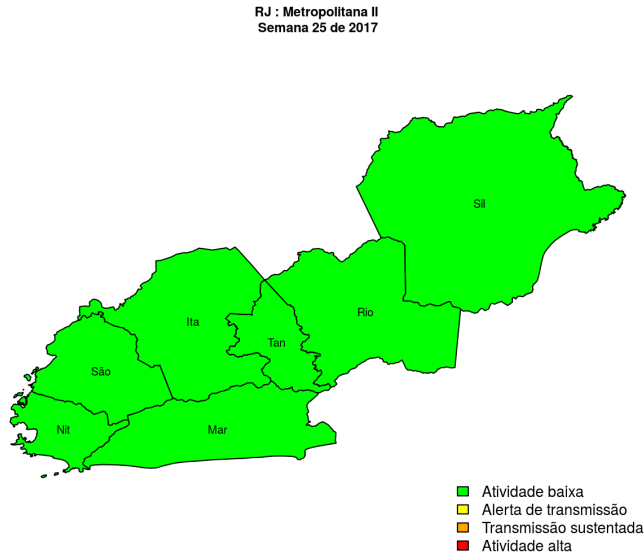 RJ : Metropolitana II
Semana 25 de 2017
Sil
Ita
Rio
Tan
São
Nit
Mar
Atividade baixa
Alerta de transmissão
Transmissão sustentada
Atividade alta